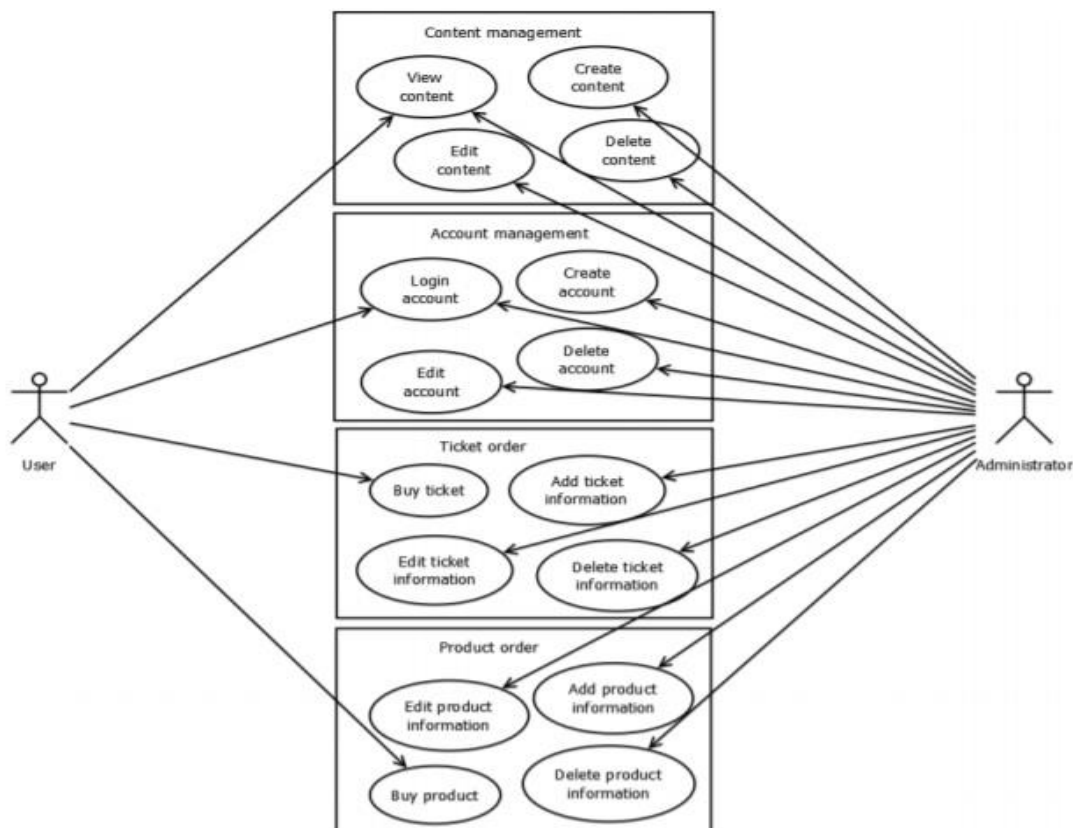 Content management
View
content
Create
content
Edit
content
Delete
content
Account management
Login
account
Create
account
Edit
account
Delete
account
User
Administrator
Ticket order
Buy ticket
Add ticket
information
Edit ticket
information
Delete ticket
information
Product order
Edit product
information
Add product
information
Buy product
Delete product
information